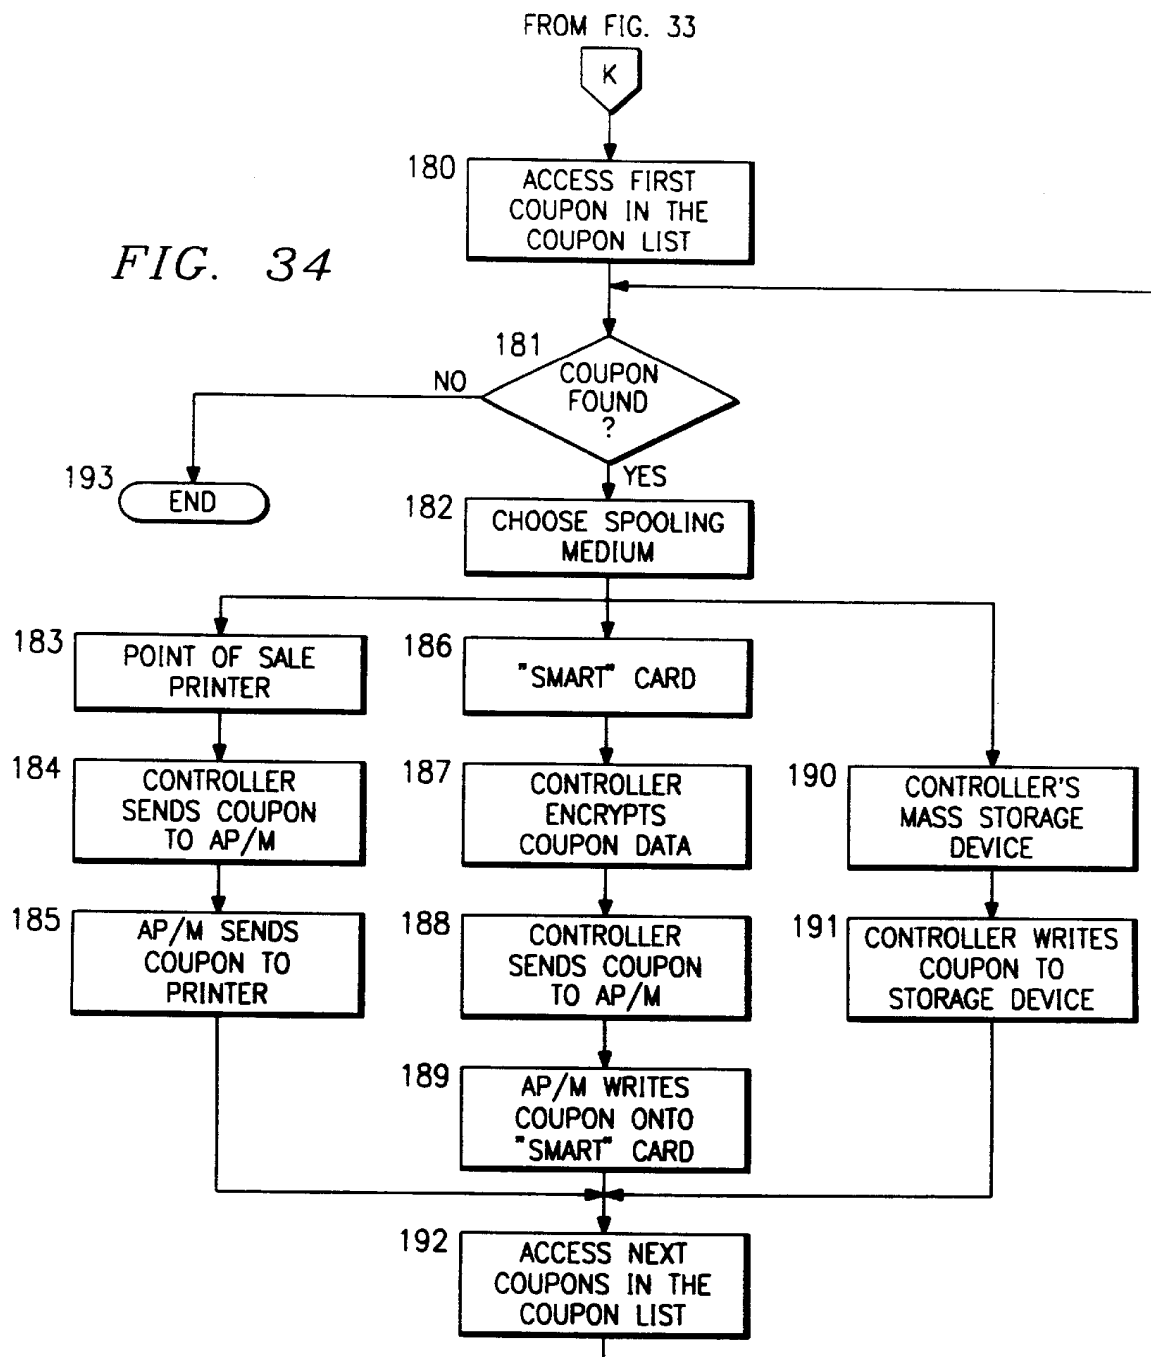 FROM FIG. 33
K
180
ACCESS FIRST
COUPON IN THE
COUPON LIST
FIG. 34
181
COUPON
FOUND
?
NO
YES
193
END
182
CHOOSE SPOOLING
MEDIUM
183
POINT OF SALE
PRINTER
186
"SMART" CARD
184
CONTROLLER
SENDS COUPON
TO AP/M
187
CONTROLLER
ENCRYPTS
COUPON DATA
190
CONTROLLER'S
MASS STORAGE
DEVICE
185
AP/M SENDS
COUPON TO
PRINTER
188
CONTROLLER
SENDS COUPON
TO AP/M
191
CONTROLLER WRITES
COUPON TO
STORAGE DEVICE
189
AP/M WRITES
COUPON ONTO
"SMART" CARD
192
ACCESS NEXT
COUPONS IN THE
COUPON LIST